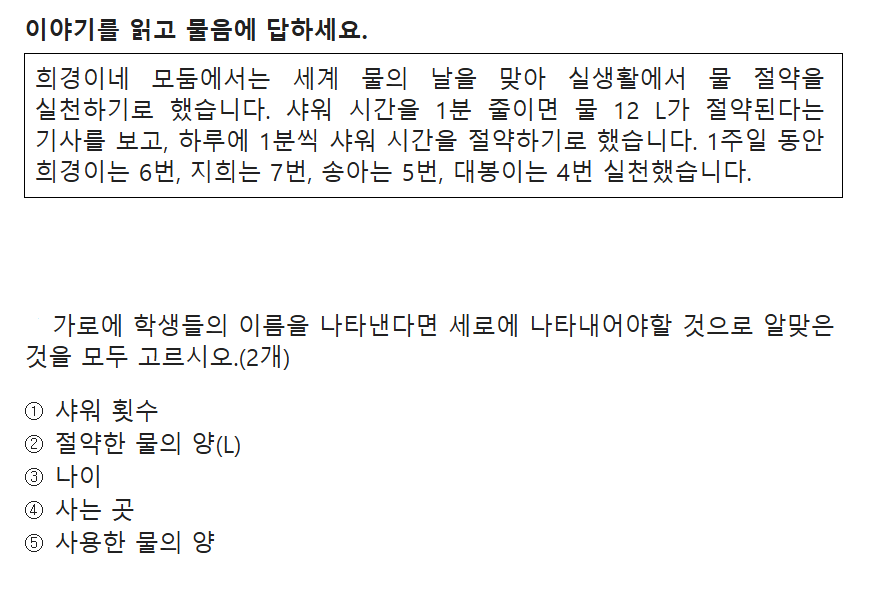 이야기를 읽고 물음에 답하세요.
희경이네 모둠에서는 세계 물의 날을 맞아 실생활에서 물 절약을
실천하기로 했습니다. 샤워 시간을 1분 줄이면 물 12 L가 절약된다는
기사를 보고, 하루에 1분씩 샤워 시간을 절약하기로 했습니다. 1주일 동안
희경이는 6번, 지희는 7번, 송아는 5번, 대봉이는 4번 실천했습니다.
가로에 학생들의 이름을 나타낸다면 세로에 나타내어야할 것으로 알맞은
것을 모두 고르시오.(2개)
① 샤워 횟수
② 절약한 물의 양(L)
③ 나이
④ 사는 곳
⑤ 사용한 물의 양